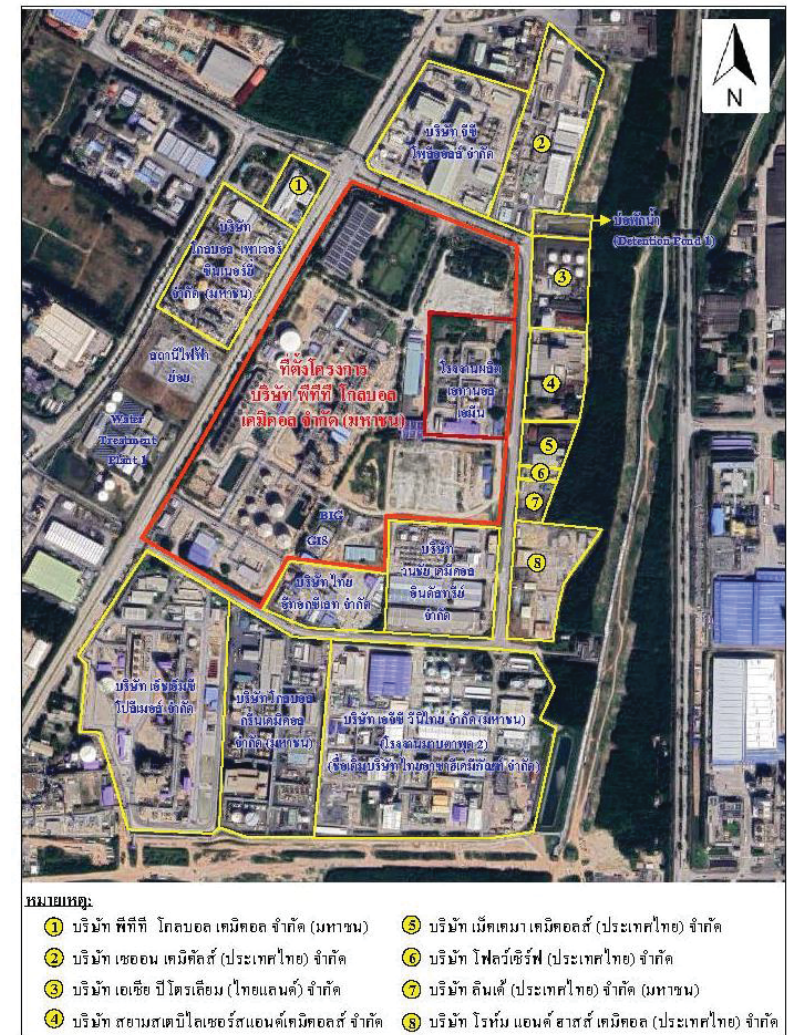 N
บริษัท จีซี
โพลีออลส์ จำกัด
2
1
บ่อพักน้ำ
(Detention Pond 1)
บริษัท
โกลบอล เพาเวอร์
ซินเนอร์ยี่
จำกัด (มหาชน)
3
สถานีไฟฟ้า
ย่อย
ที่ตั้งโครงการ
บริษัท พีทีที โกลบอล
เคมิคอล จำกัด (มหาชน)
โรงงานผลิต
เอทานอล
เอมีน
4
Water
Treatment
Plant 1
5
6
7
BIG
GIS
บริษัท
วนชัย เคมิคอล
อินดัสทรีย์
จำกัด
8
บริษัท ไทย
อีทอกซีเลท จำกัด
บริษัท เอ็ชเอ็มซี
โปลีเมอส์ จำกัด
บริษัท โกลบอล
กรีนเคมิคอล
จำกัด (มหาชน)
บริษัท เอจีซี วีนิไทย จำกัด (มหาชน)
(โรงงานมาบตาพุด 2)
(ชื่อเดิมบริษัท ไทยอาซาฮีเคมีภัณฑ์ จำกัด)
หมายเหตุ:
1 บริษัท พีทีที โกลบอล เคมิคอล จำกัด (มหาชน)
2 บริษัท เซออน เคมิคัลส์ (ประเทศไทย) จำกัด
3 บริษัท เอเซีย ปิโตรเลียม (ไทยแลนด์) จำกัด
4 บริษัท สยามสเตบิไลเซอร์สแอนด์เคมิคอลส์ จำกัด
5 บริษัท เม็ตเคมา เคมิคอลส์ (ประเทศไทย) จำกัด
6 บริษัท โฟลว์เซิร์ฟ (ประเทศไทย) จำกัด
7 บริษัท ลินเด้ (ประเทศไทย) จำกัด (มหาชน)
8 บริษัท โรห์ม แอนด์ ฮาสส์ เคมิคอล (ประเทศไทย) จำกัด